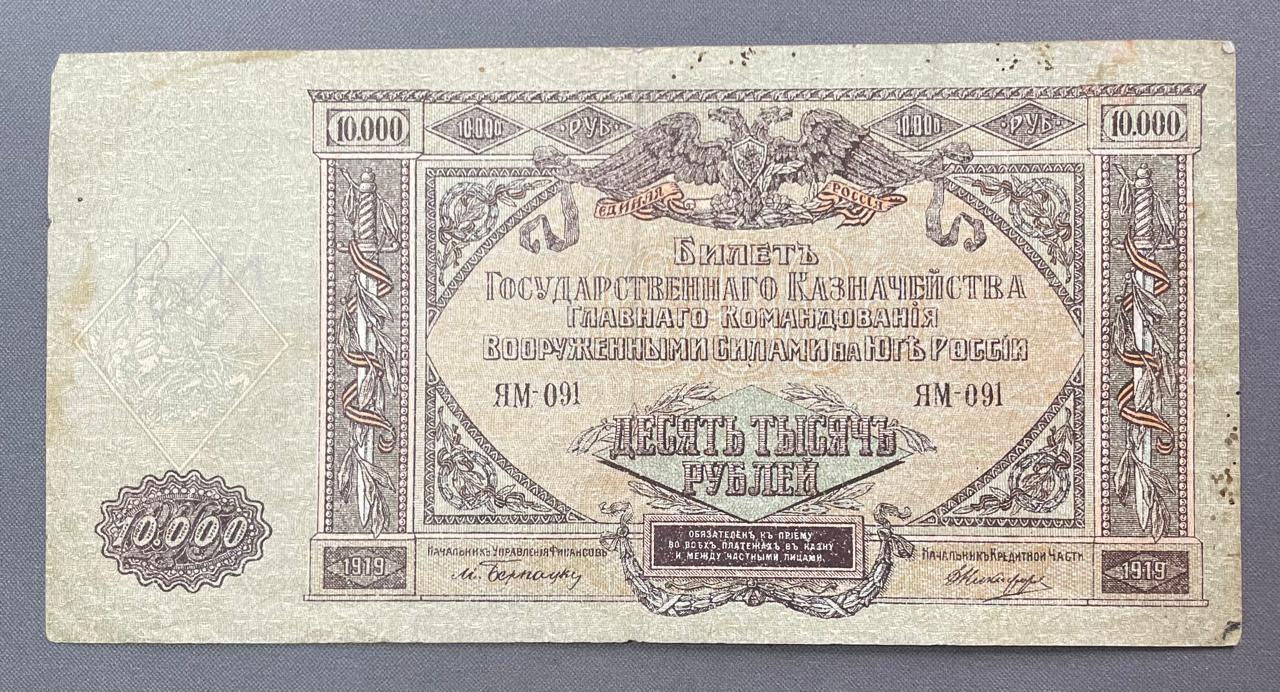 10.000 10.000 РУБ 10.000 РУБ 10.000
ЕДИНАЯ РОССІЯ
БИЛЕТЪ
ГОСУДАРСТВЕННАГО КАЗНАЧЕЙСТВА
ГЛАВНАГО КОМАНДОВАНІЯ
ВООРУЖЕННЫМИ СИЛАМИ НА ЮГѢ РОССІИ
ЯМ-091 ЯМ-091
ДЕСЯТЬ ТЫСЯЧЪ
РУБЛЕЙ
10.000
ОБЯЗАТЕЛЕНЪ КЪ ПРІЕМУ
ВО ВСѢХЪ ПЛАТЕЖАХЪ ВЪ КАЗНУ
И МЕЖДУ ЧАСТНЫМИ ЛИЦАМИ.
НАЧАЛЬНИКЪ УПРАВЛЕНІЯ ФИНАНСОВЪ НАЧАЛЬНИКЪ КРЕДИТНОЙ ЧАСТИ
1919 1919